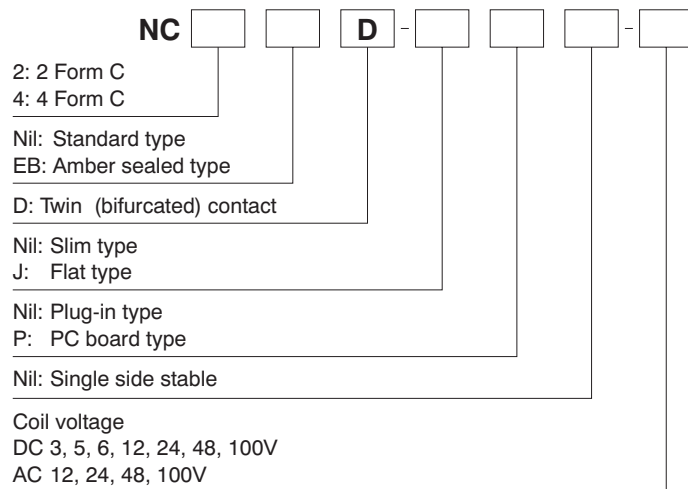 NC D - -
2: 2 Form C
4: 4 Form C
Nil: Standard type
EB: Amber sealed type
D: Twin (bifurcated) contact
Nil: Slim type
J: Flat type
Nil: Plug-in type
P: PC board type
Nil: Single side stable
Coil voltage
DC 3, 5, 6, 12, 24, 48, 100V
AC 12, 24, 48, 100V